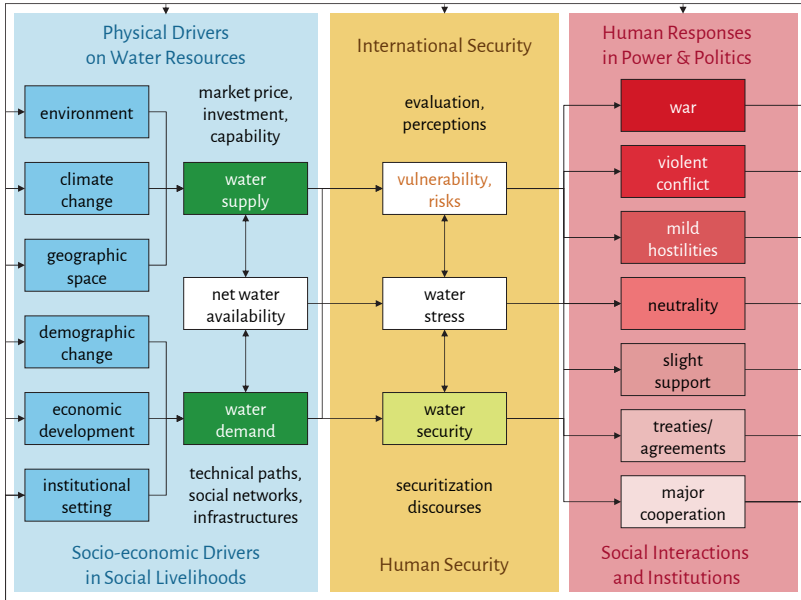 Physical Drivers
on Water Resources
environment
climate
change
geographic
space
demographic
change
economic
development
institutional
setting
market price,
investment,
capability
water
supply
net water
availability
water
demand
technical paths,
social networks,
infrastructures
Socio-economic Drivers
in Social Livelihoods
International Security
evaluation,
perceptions
vulnerability,
risks
water
stress
water
security
securitization
discourses
Human Security
Human Responses
in Power & Politics
war
violent
conflict
mild
hostilities
neutrality
slight
support
treaties/
agreements
major
cooperation
Social Interactions
and Institutions